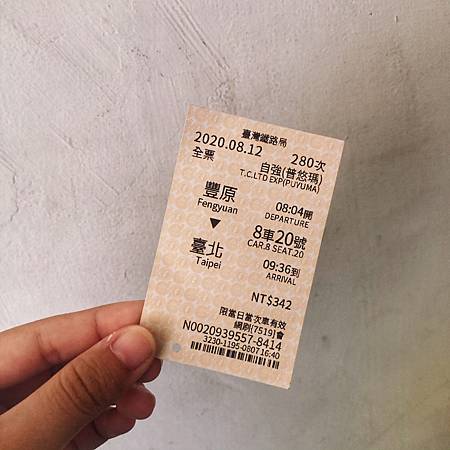 臺灣鐵路局
2020.08.12
280次
全票
自強(普悠瑪)
T.C.LTD EXP(PUYUMA)
豐原
Fengyuan
08:04開
DEPARTURE
8車20號
CAR.8 SEAT.20
臺北
Taipei
09:36到
ARRIVAL
NT$342
限當日當次車有效
網刷(7519)會
N0020939557-8414
3230-1195-0807 16:40